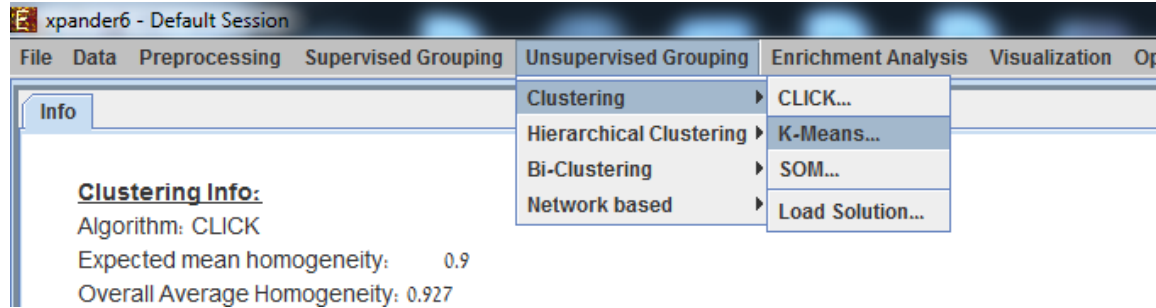 xpander6 - Default Session
File Data Preprocessing Supervised Grouping Unsupervised Grouping Enrichment Analysis Visualization Op
Info
Clustering
Hierarchical Clustering
Bi-Clustering
Network based
CLICK...
K-Means...
SOM...
Load Solution...
Clustering Info:
Algorithm: CLICK
Expected mean homogeneity: 0.9
Overall Average Homogeneity: 0.927